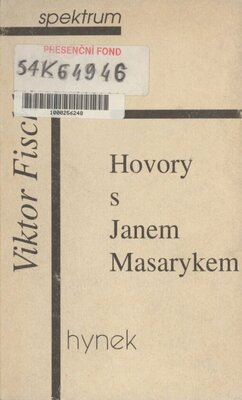 spektrum
PRESENČNÍ FOND
54K64946
1000266240
Viktor Fisch
Hovory
s
Janem
Masarykem
hynek